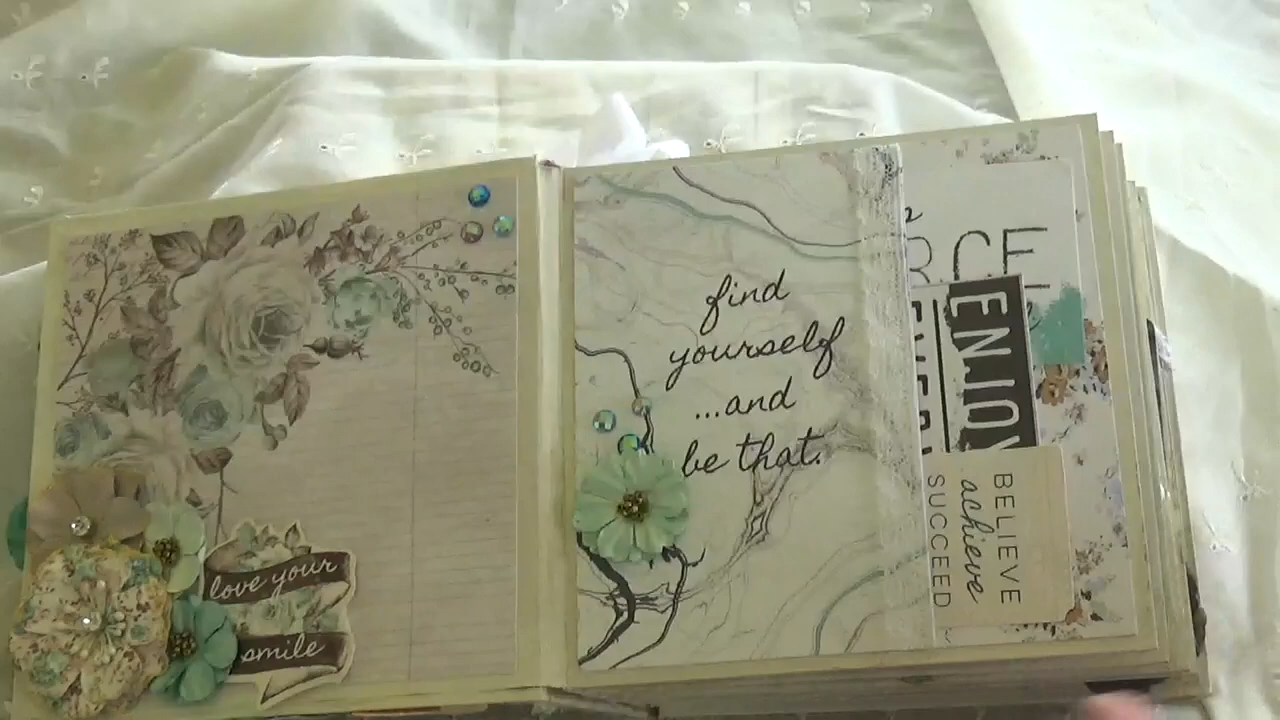 love your
smile
find
yourself
...and
be that.
ENJOY
BELIEVE
achieve
SUCCEED